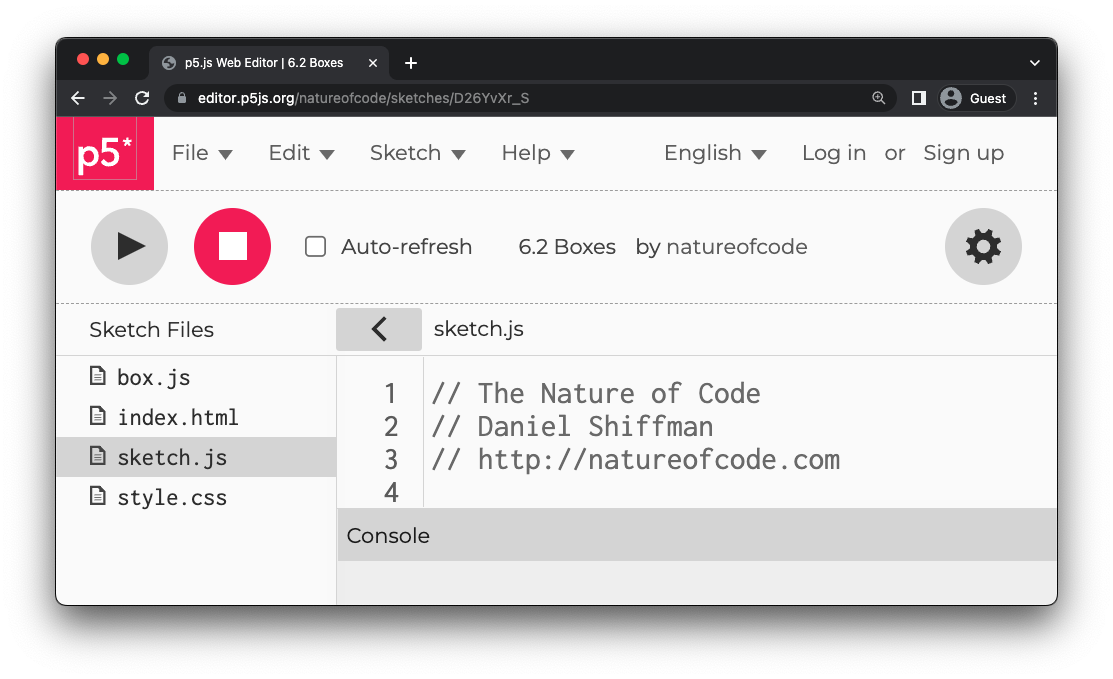 p5.js Web Editor | 6.2 Boxes
editor.p5js.org/natureofcode/sketches/D26YvXr_S
Guest
p5* File Edit Sketch Help English Log in or Sign up
Auto-refresh 6.2 Boxes by natureofcode
Sketch Files
sketch.js
box.js
index.html
sketch.js
style.css
1 // The Nature of Code
2 // Daniel Shiffman
3 // http://natureofcode.com
4
Console